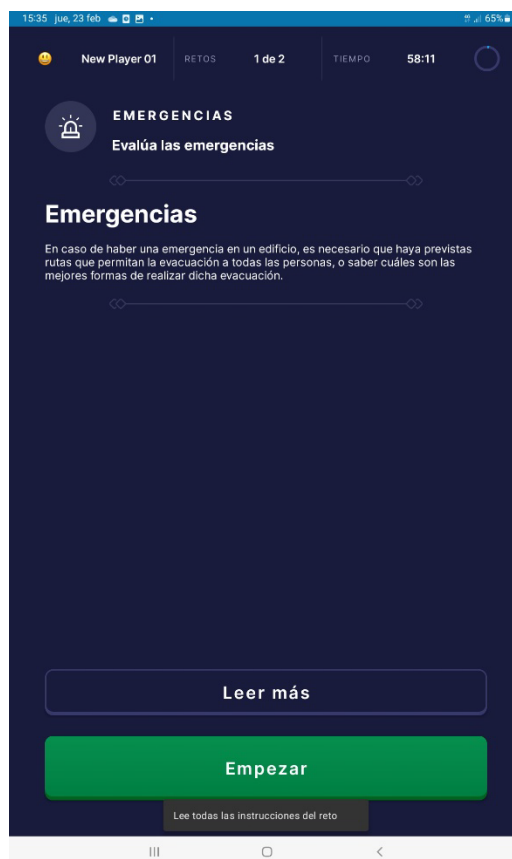 15:35 jue, 23 feb
65%
New Player 01 RETOS 1 de 2 TIEMPO 58:11
EMERGENCIAS
Evalúa las emergencias
Emergencias
En caso de haber una emergencia en un edificio, es necesario que haya previstas
rutas que permitan la evacuación a todas las personas, o saber cuáles son las
mejores formas de realizar dicha evacuación.
Leer más
Empezar
Lee todas las instrucciones del reto